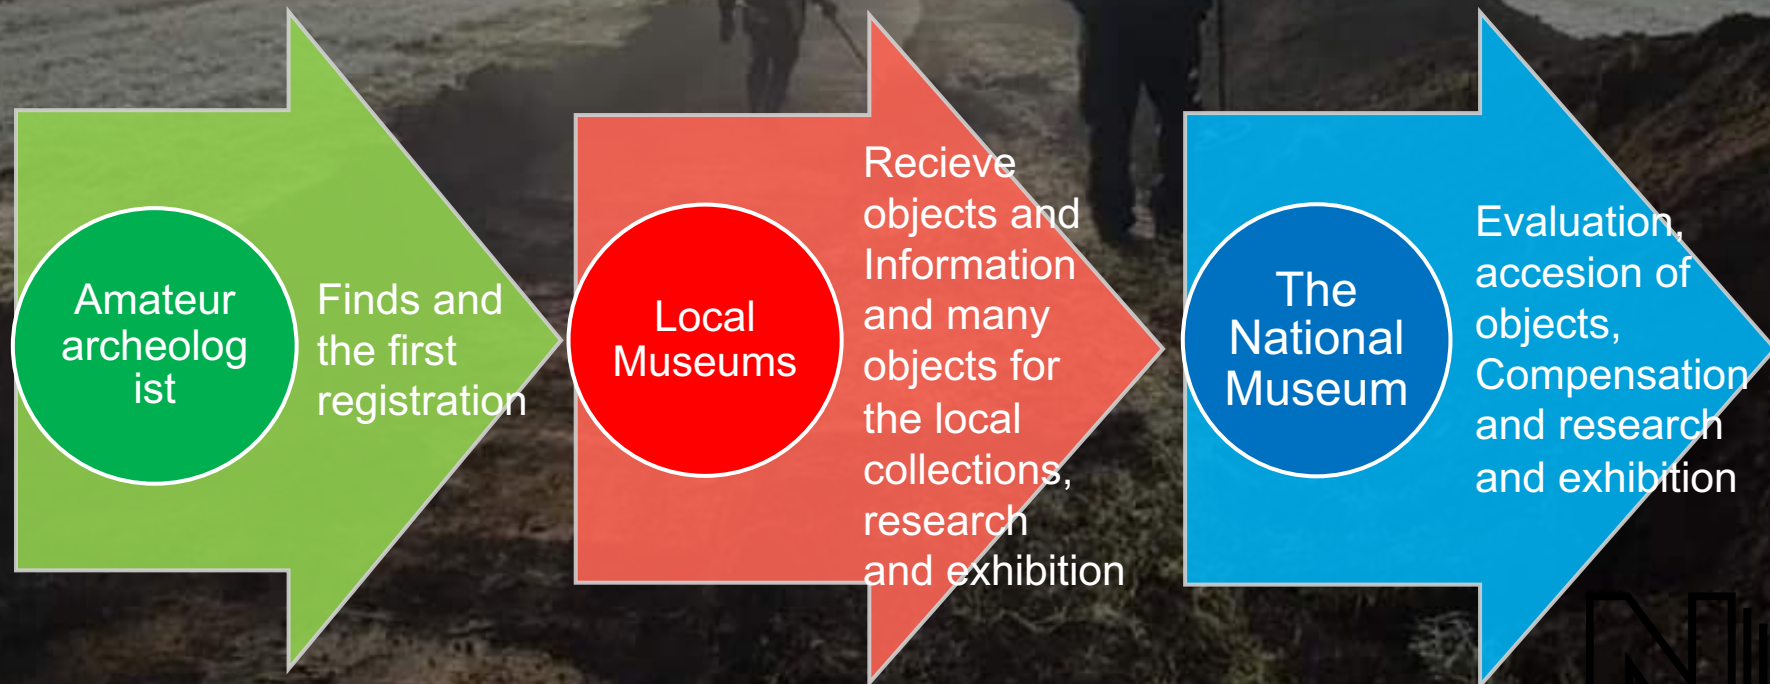 Amateur
archeolog
ist
Finds and
the first
registration
Local
Museums
Recieve
objects and
Information
and many
objects for
the local
collections,
research
and exhibition
The
National
Museum
Evaluation,
accesion of
objects,
Compensation
and research
and exhibition